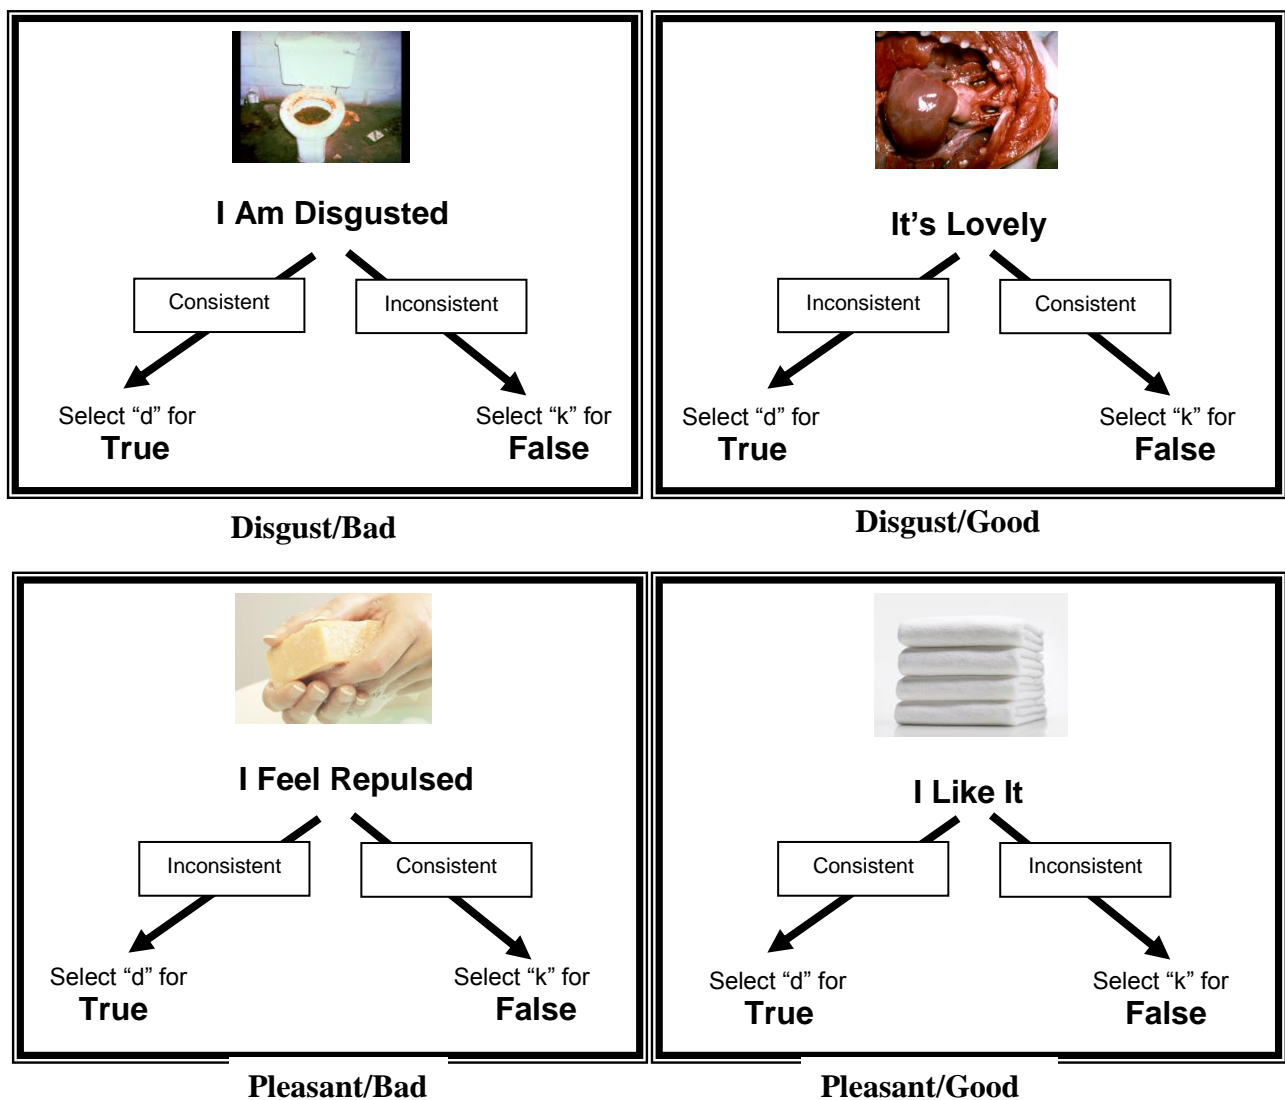 I Am Disgusted
Consistent
Inconsistent
Select “d” for
True
Select “k” for
False
Disgust/Bad
It’s Lovely
Inconsistent
Consistent
Select “d” for
True
Select “k” for
False
Disgust/Good
I Feel Repulsed
Inconsistent
Consistent
Select “d” for
True
Select “k” for
False
Pleasant/Bad
I Like It
Consistent
Inconsistent
Select “d” for
True
Select “k” for
False
Pleasant/Good